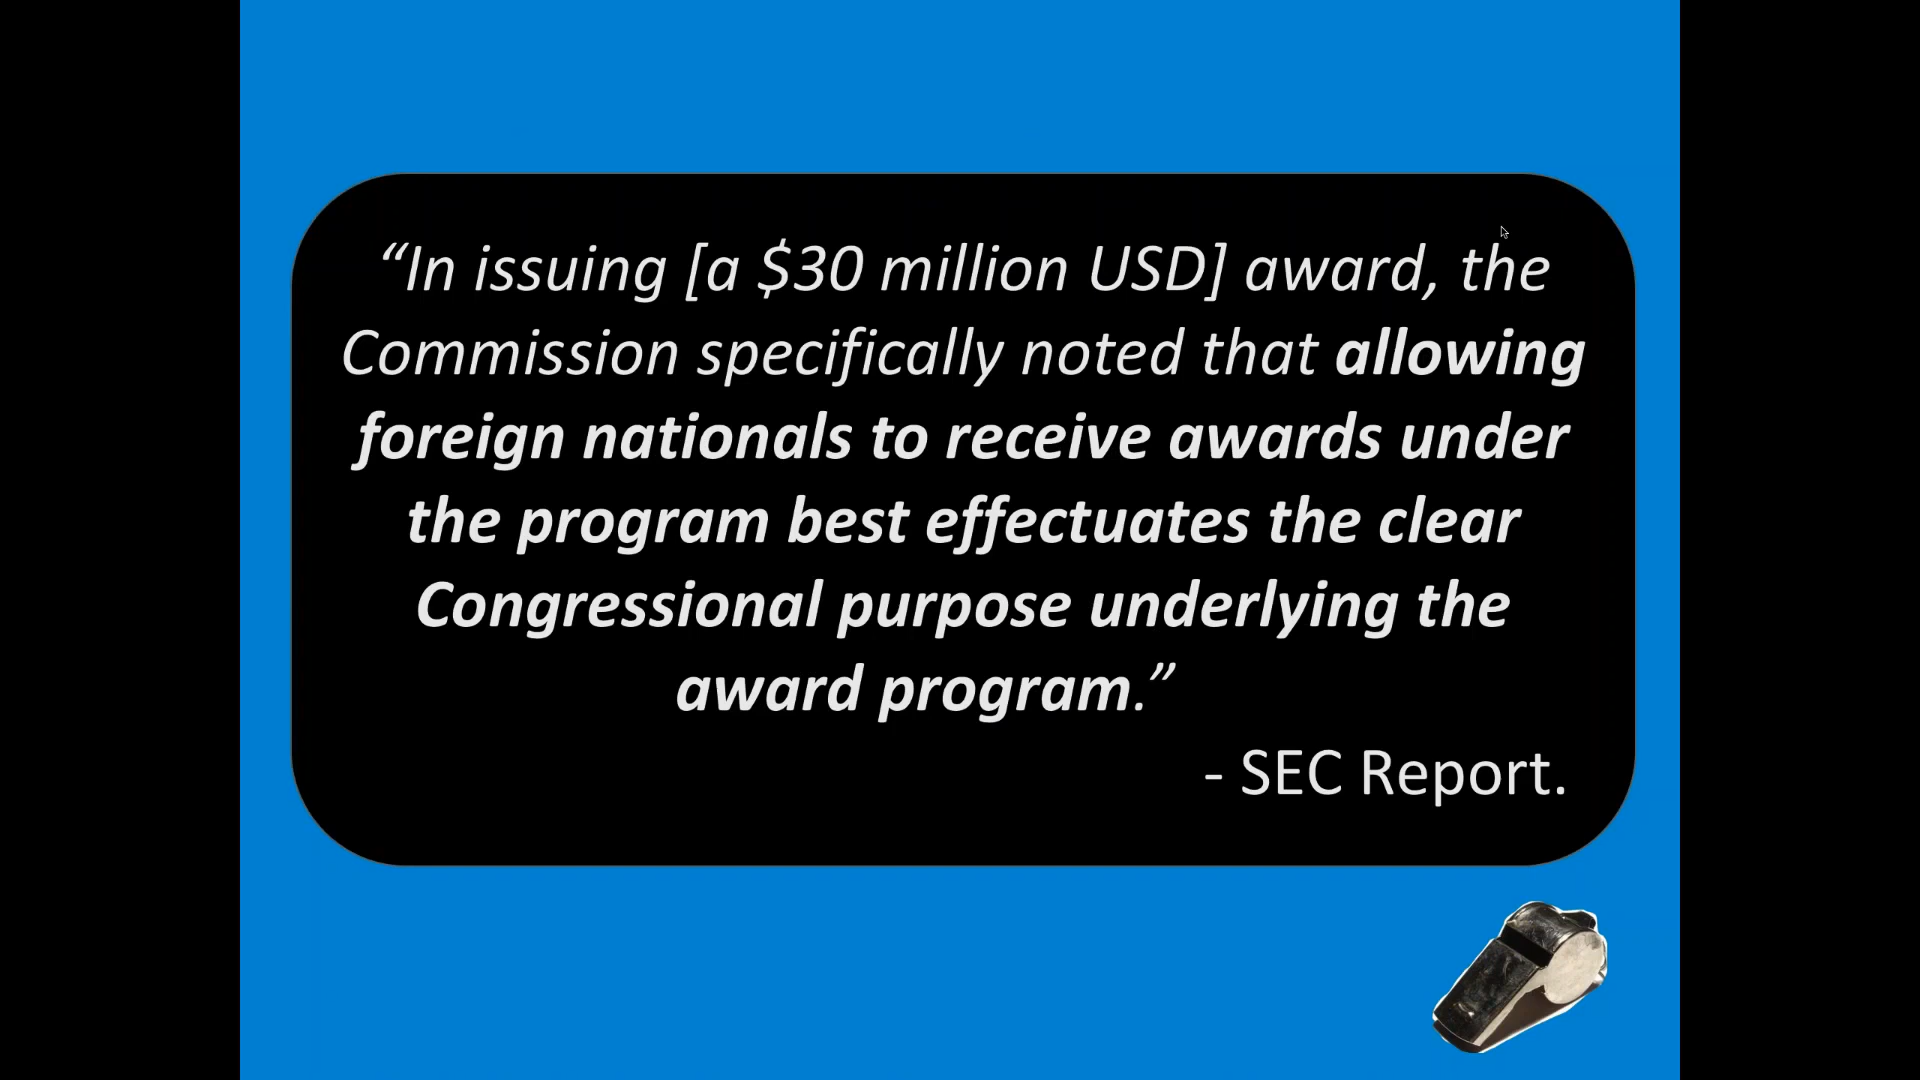 “In issuing [a $30 million USD] award, the
Commission specifically noted that allowing
foreign nationals to receive awards under
the program best effectuates the clear
Congressional purpose underlying the
award program.”
- SEC Report.